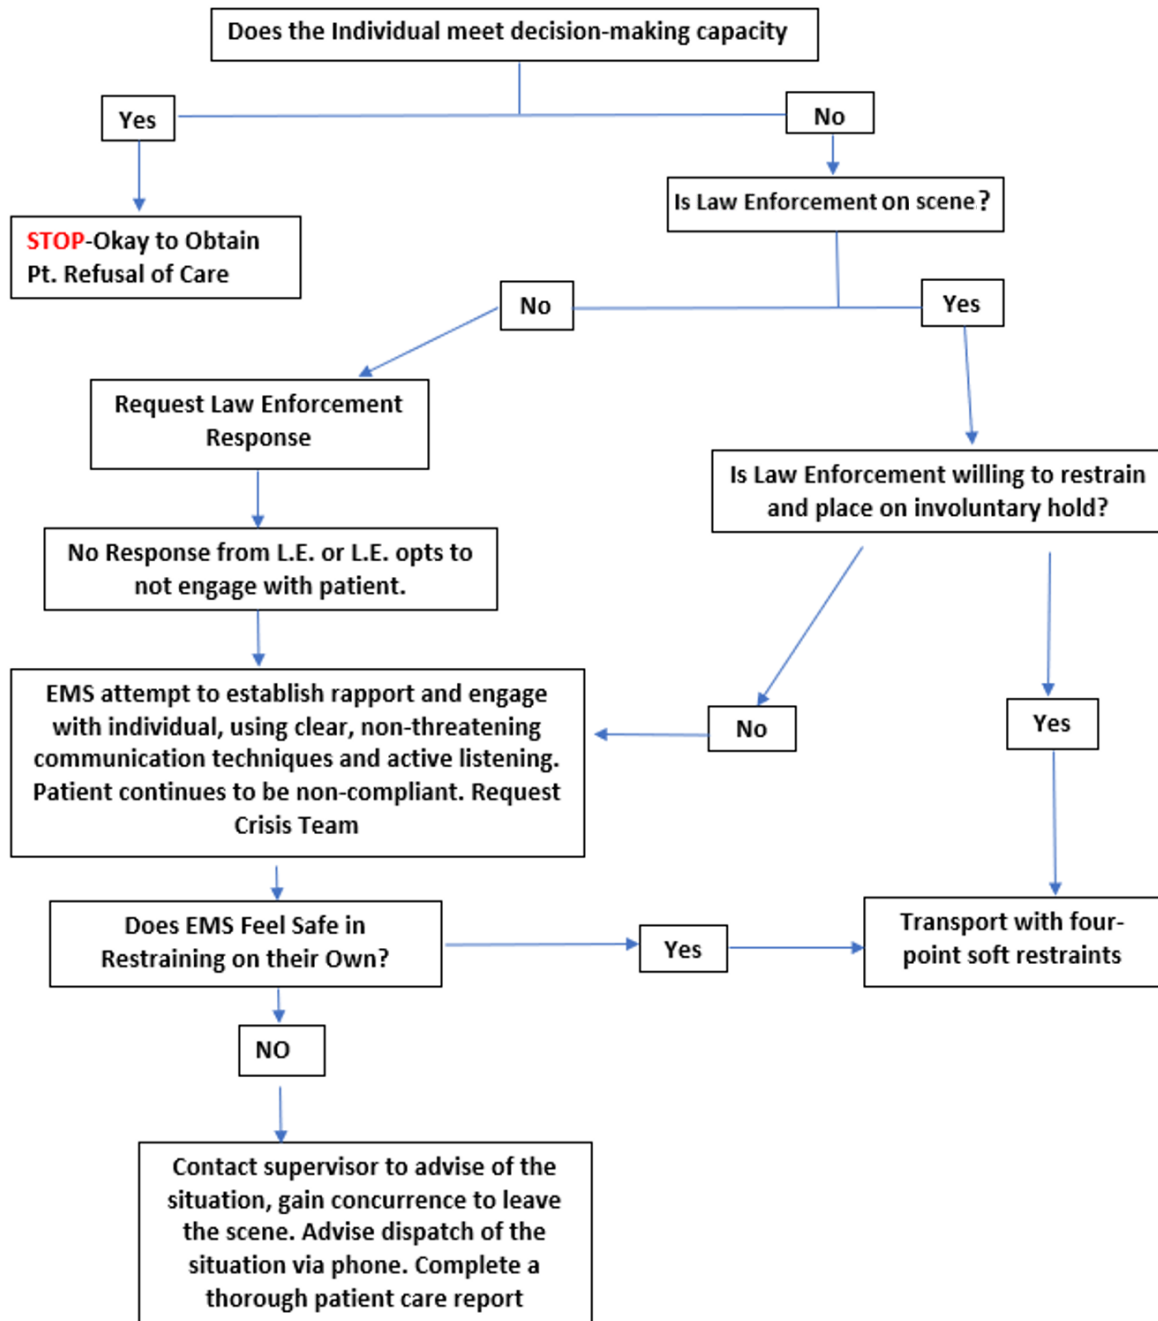 Does the Individual meet decision-making capacity
Yes
No
Is Law Enforcement on scene?
STOP-Okay to Obtain
Pt. Refusal of Care
No
Yes
Request Law Enforcement
Response
Is Law Enforcement willing to restrain
and place on involuntary hold?
No Response from L.E. or L.E. opts to
not engage with patient.
EMS attempt to establish rapport and engage
with individual, using clear, non-threatening
communication techniques and active listening.
Patient continues to be non-compliant. Request
Crisis Team
No
Yes
Does EMS Feel Safe in
Restraining on their Own?
Yes
Transport with four-
point soft restraints
NO
Contact supervisor to advise of the
situation, gain concurrence to leave
the scene. Advise dispatch of the
situation via phone. Complete a
thorough patient care report